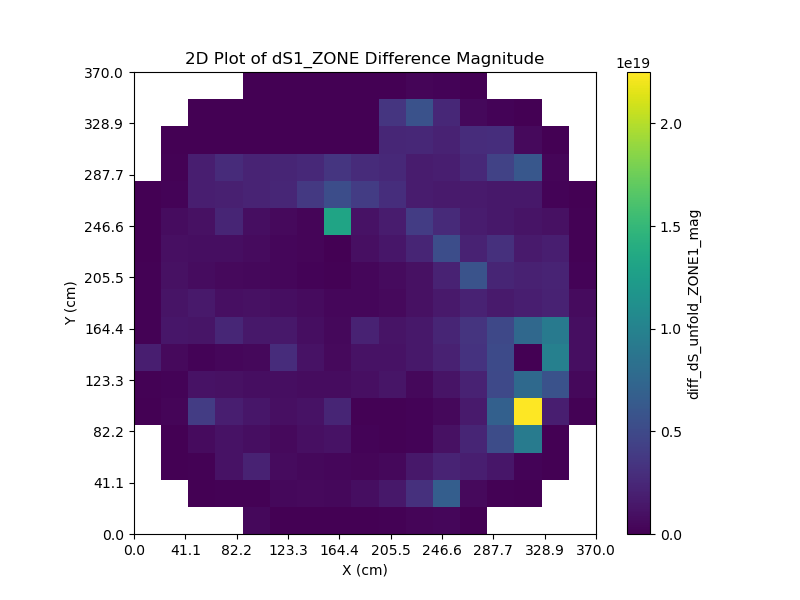 2D Plot of dS1_ZONE Difference Magnitude
1e19
370.0
328.9
287.7
246.6
205.5
164.4
123.3
82.2
41.1
0.0
Y (cm)
0.0 41.1 82.2 123.3 164.4 205.5 246.6 287.7 328.9 370.0
X (cm)
2.0
1.5
1.0
0.5
0.0
diff_dS_unfold_ZONE1_mag